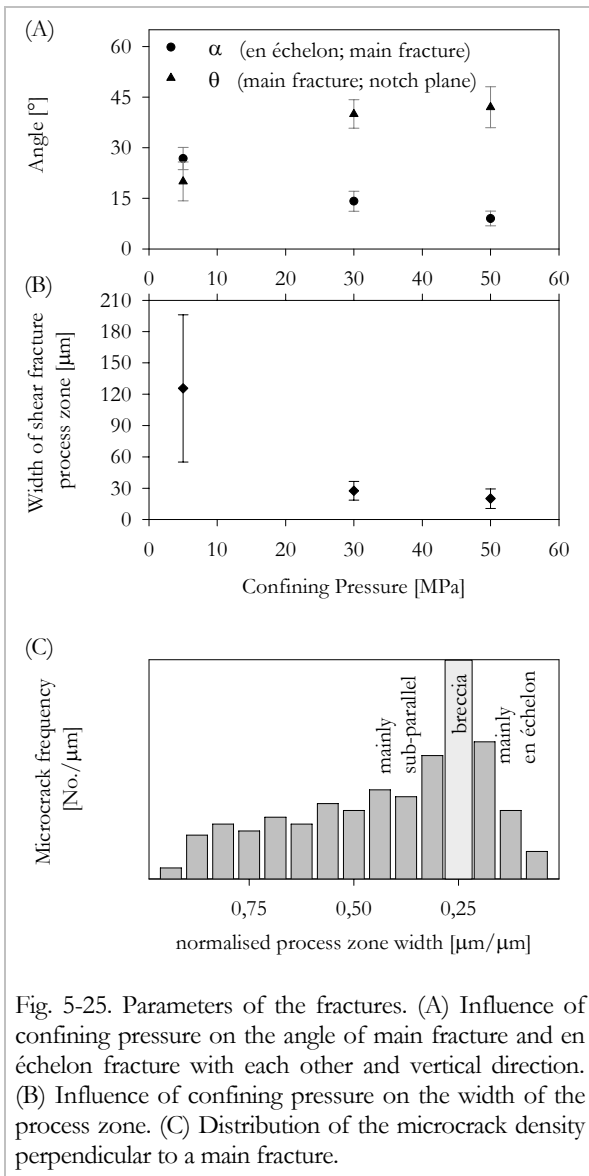 (A)
60
45
30
15
0
Angle [°]
α (en échelon; main fracture)
θ (main fracture; notch plane)
0 10 20 30 40 50 60
(B)
210
180
150
120
90
60
30
0
Width of shear fracture
process zone [μm]
0 10 20 30 40 50 60
Confining Pressure [MPa]
(C)
Microcrack frequency
[No./μm]
mainly
sub-parallel
breccia
mainly
en échelon
0,75 0,50 0,25
normalised process zone width [μm/μm]
Fig. 5-25. Parameters of the fractures. (A) Influence of
confining pressure on the angle of main fracture and en
échelon fracture with each other and vertical direction.
(B) Influence of confining pressure on the width of the
process zone. (C) Distribution of the microcrack density
perpendicular to a main fracture.